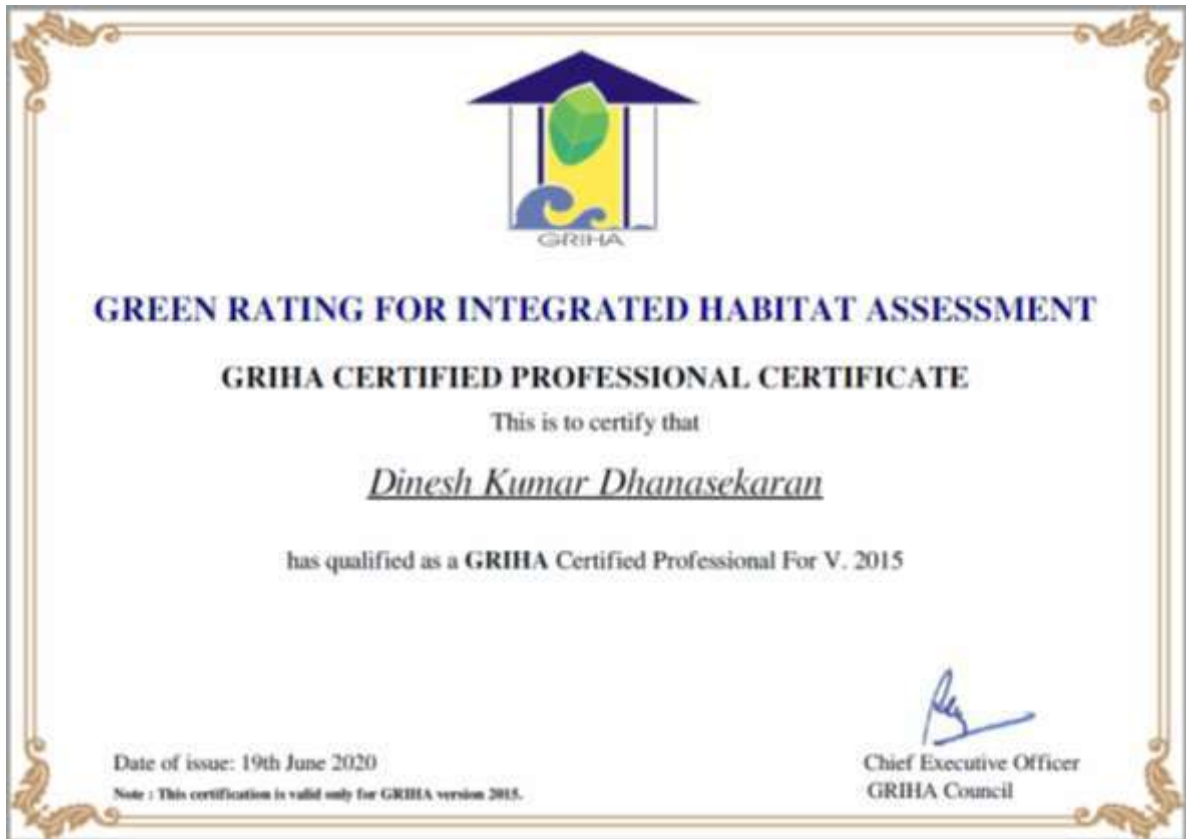 GRIHA
GREEN RATING FOR INTEGRATED HABITAT ASSESSMENT
GRIHA CERTIFIED PROFESSIONAL CERTIFICATE
This is to certify that
Dinesh Kumar Dhanasekaran
has qualified as a GRIHA Certified Professional For V. 2015
Date of issue: 19th June 2020
Note : This certification is valid only for GRIHA version 2015.
Chief Executive Officer
GRIHA Council